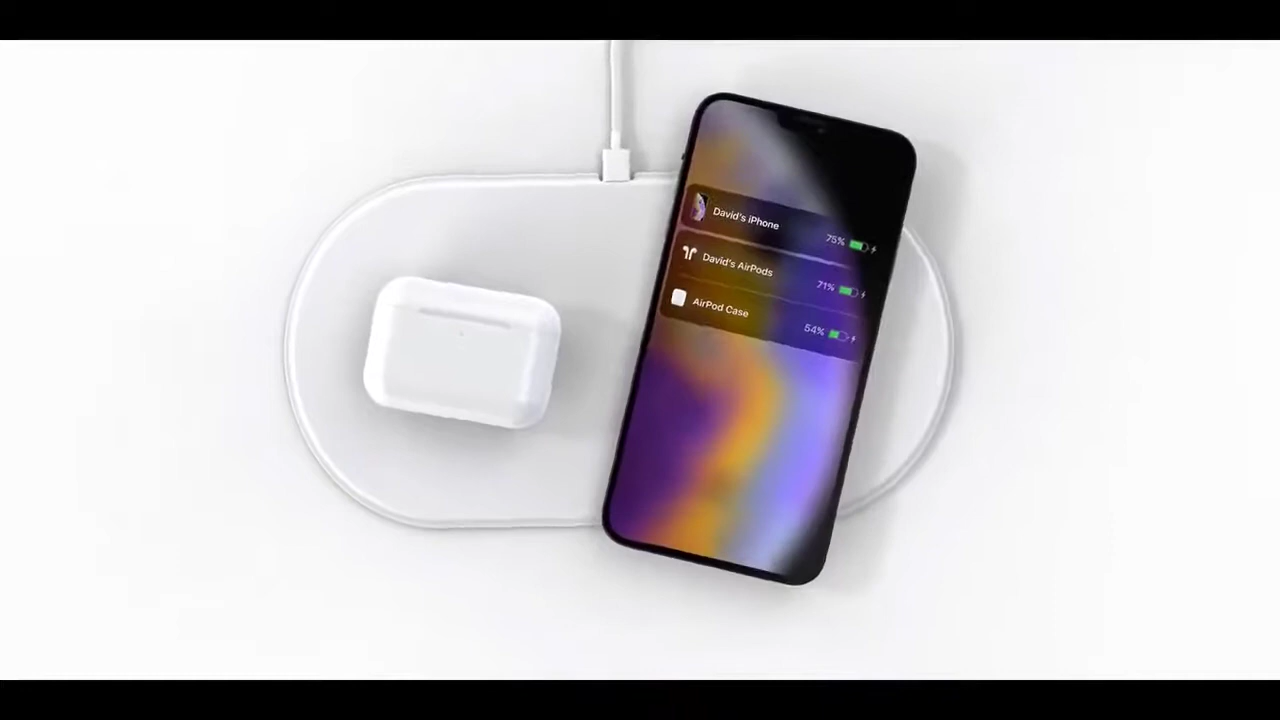 David's iPhone
75%
David's AirPods
71%
AirPod Case
54%